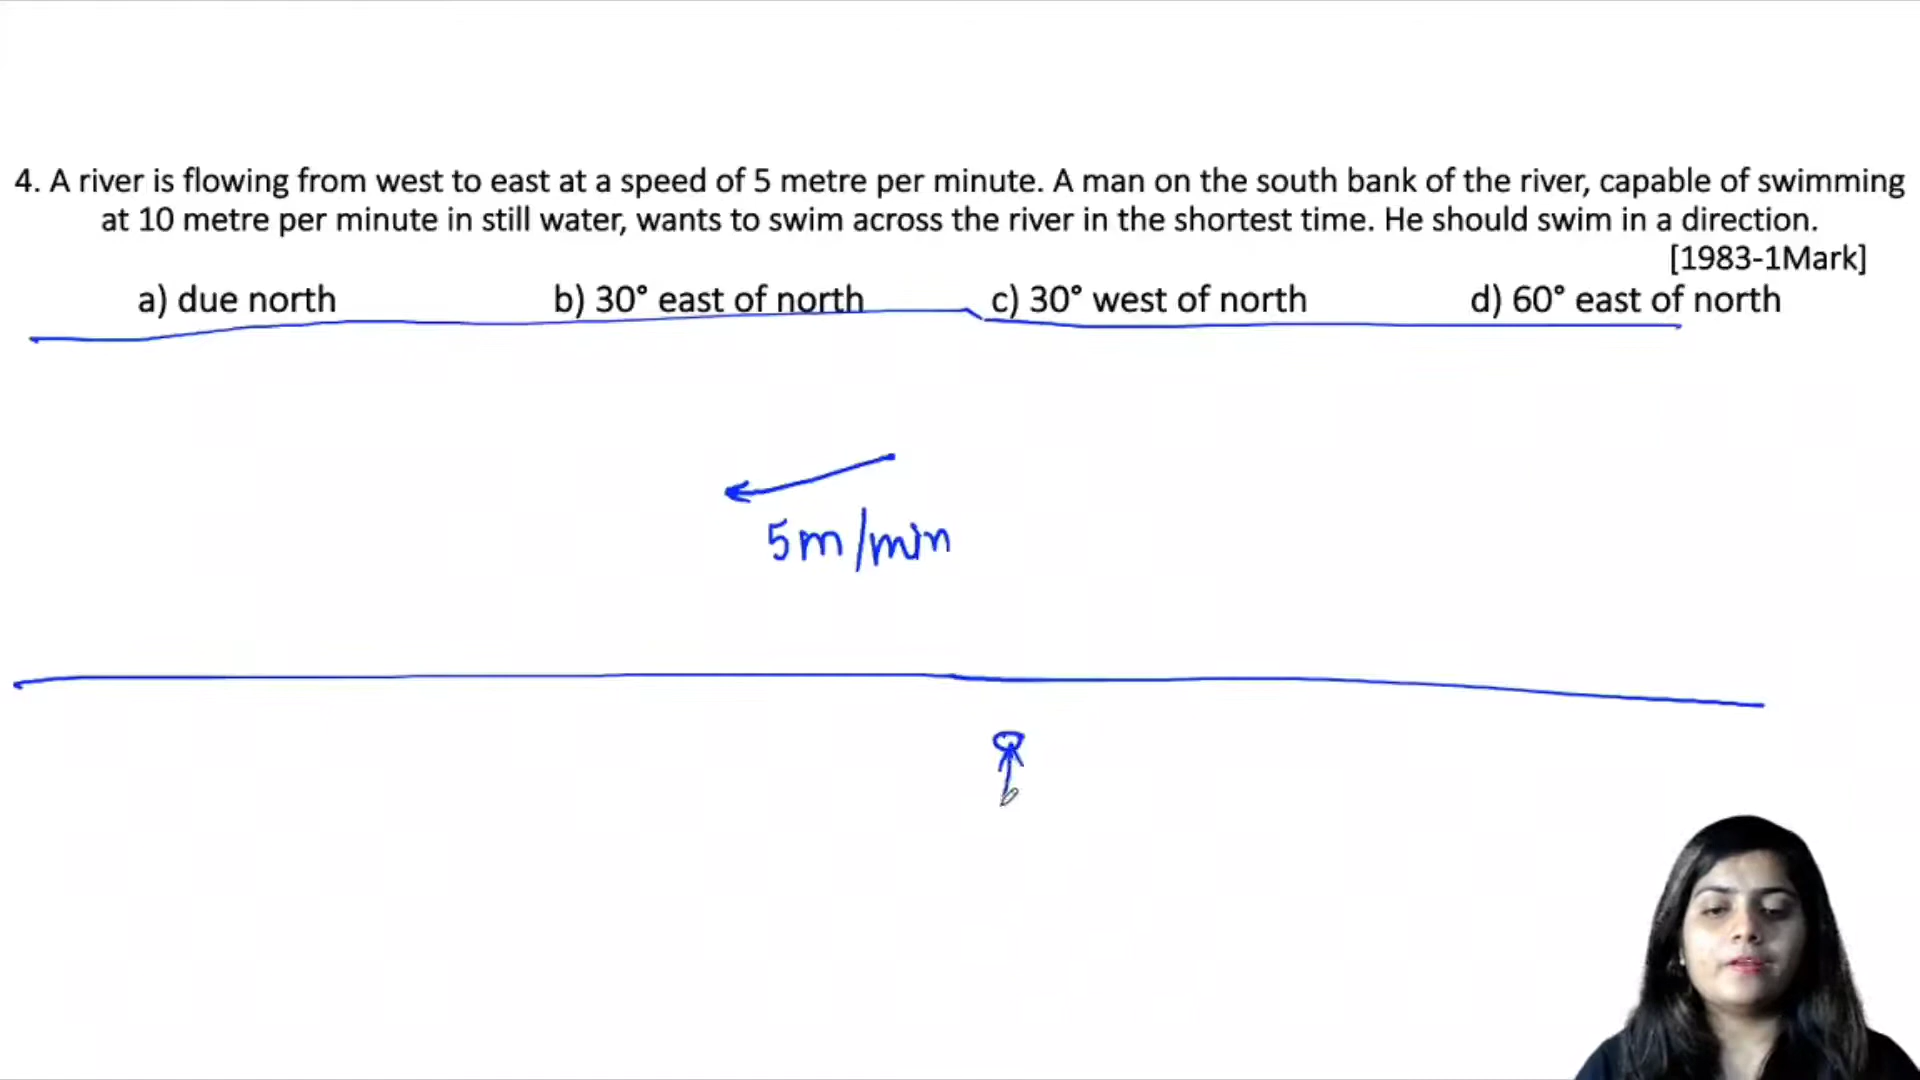 4. A river is flowing from west to east at a speed of 5 metre per minute. A man on the south bank of the river, capable of swimming
at 10 metre per minute in still water, wants to swim across the river in the shortest time. He should swim in a direction.
[1983-1Mark]
a) due north b) 30° east of north c) 30° west of north d) 60° east of north
5m/min